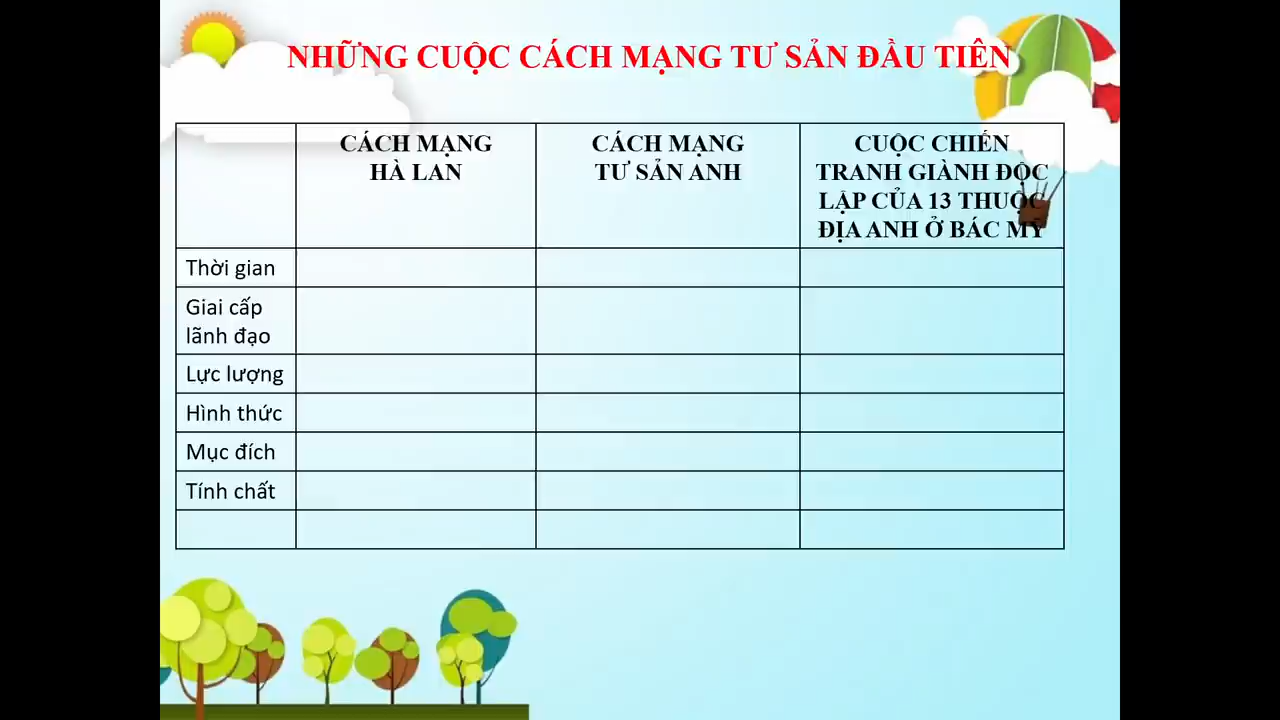 NHỮNG CUỘC CÁCH MẠNG TƯ SẢN ĐẦU TIÊN
CÁCH MẠNG
HÀ LAN
CÁCH MẠNG
TƯ SẢN ANH
CUỘC CHIẾN
TRANH GIÀNH ĐỘC
LẬP CỦA 13 THUỘC
ĐỊA ANH Ở BÁC MỸ
Thời gian
Giai cấp
lãnh đạo
Lực lượng
Hình thức
Mục đích
Tính chất